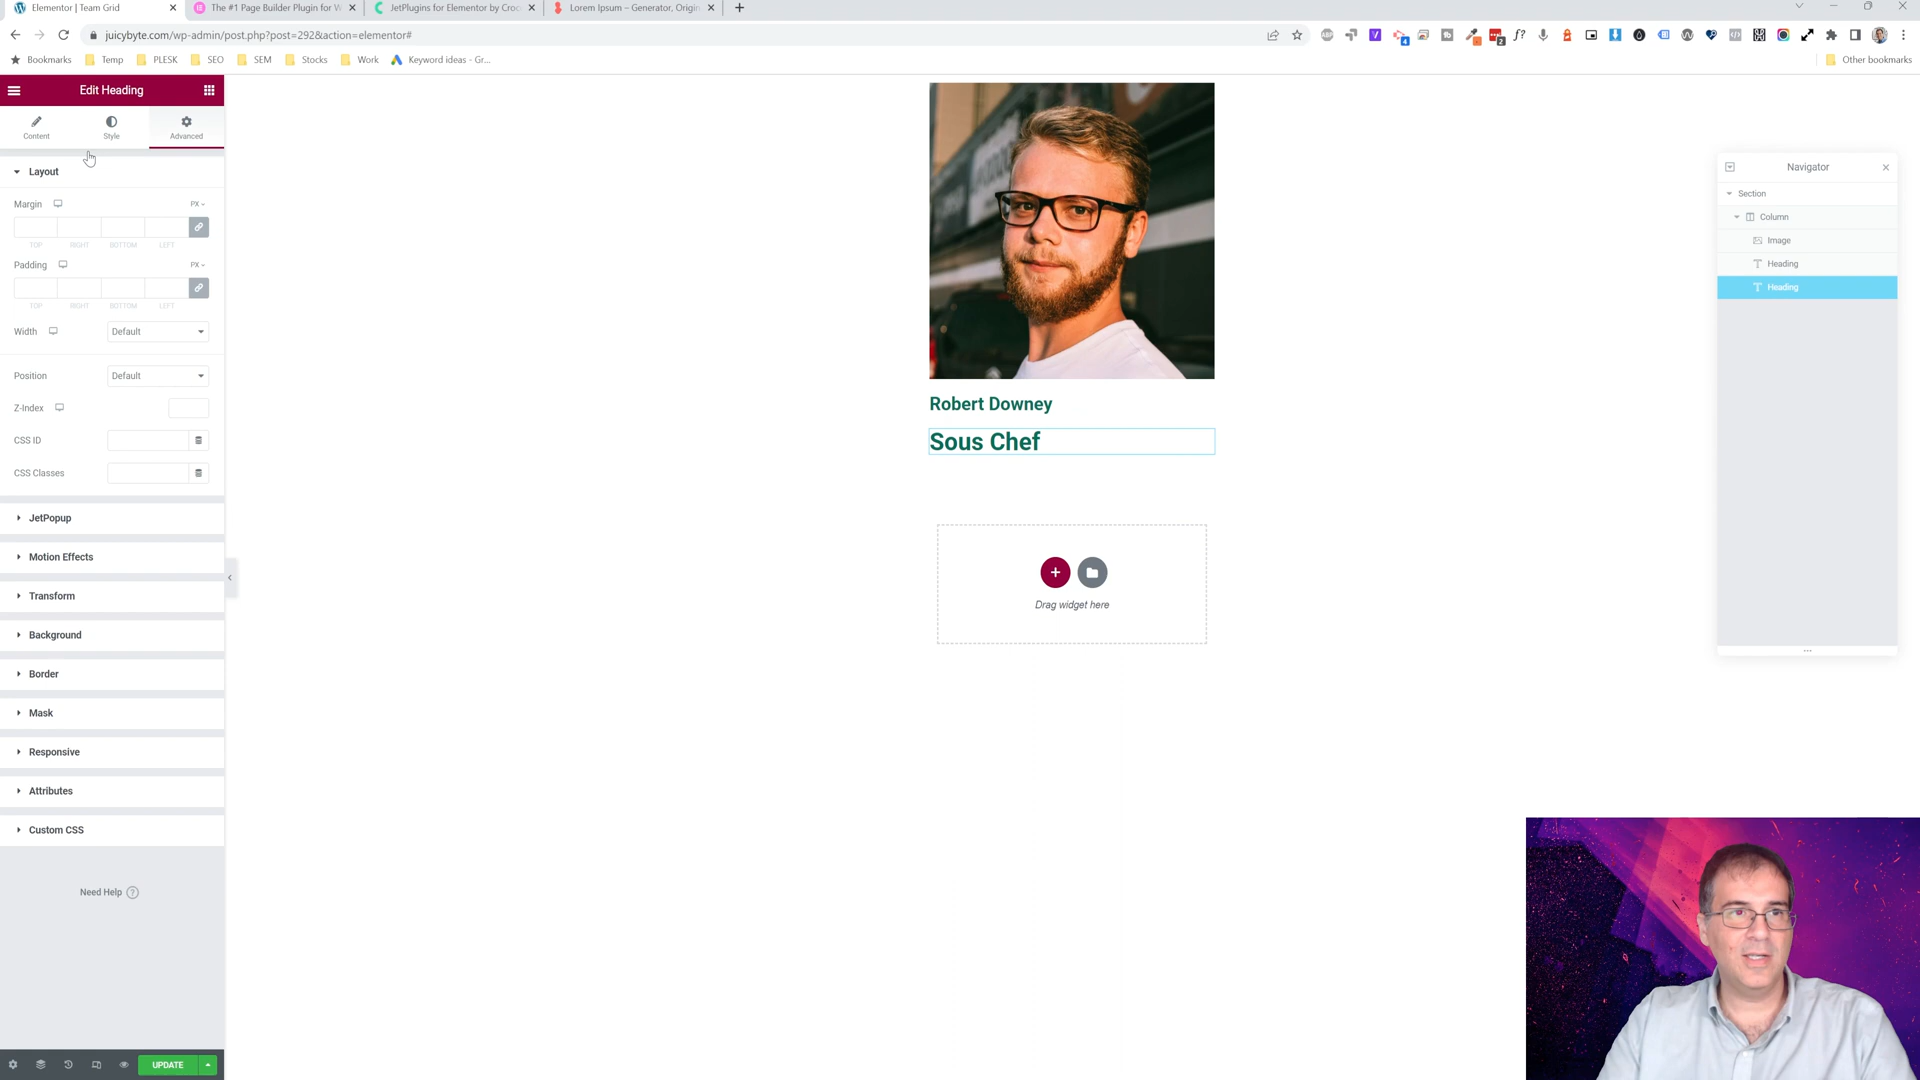 Elementor | Team Grid
The #1 Page Builder Plugin for W
JetPlugins for Elementor by Croc
Lorem Ipsum – Generator, Origin
juicybyte.com/wp-admin/post.php?post=292&action=elementor#
Bookmarks
Temp
PLESK
SEO
SEM
Stocks
Work
Keyword ideas - Gr...
Other bookmarks
Edit Heading
Content
Style
Advanced
Layout
Margin
PX
TOP
RIGHT
BOTTOM
LEFT
Padding
PX
TOP
RIGHT
BOTTOM
LEFT
Width
Default
Position
Default
Z-Index
CSS ID
CSS Classes
JetPopup
Motion Effects
Transform
Background
Border
Mask
Responsive
Attributes
Custom CSS
Need Help
UPDATE
Robert Downey
Sous Chef
Drag widget here
Navigator
Section
Column
Image
Heading
Heading